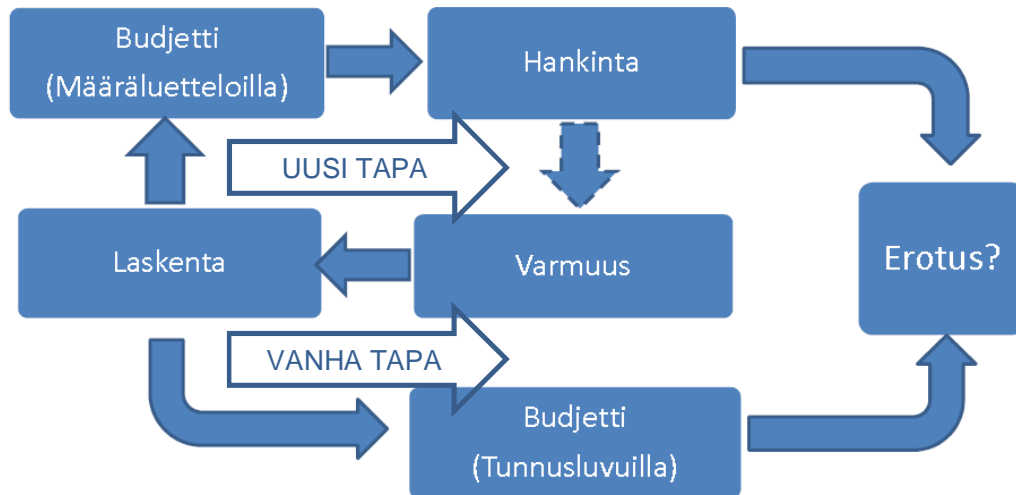 Budjetti
(Määräluetteloilla)
Hankinta
UUSI TAPA
Laskenta
Varmuus
Erotus?
VANHA TAPA
Budjetti
(Tunnusluvuilla)